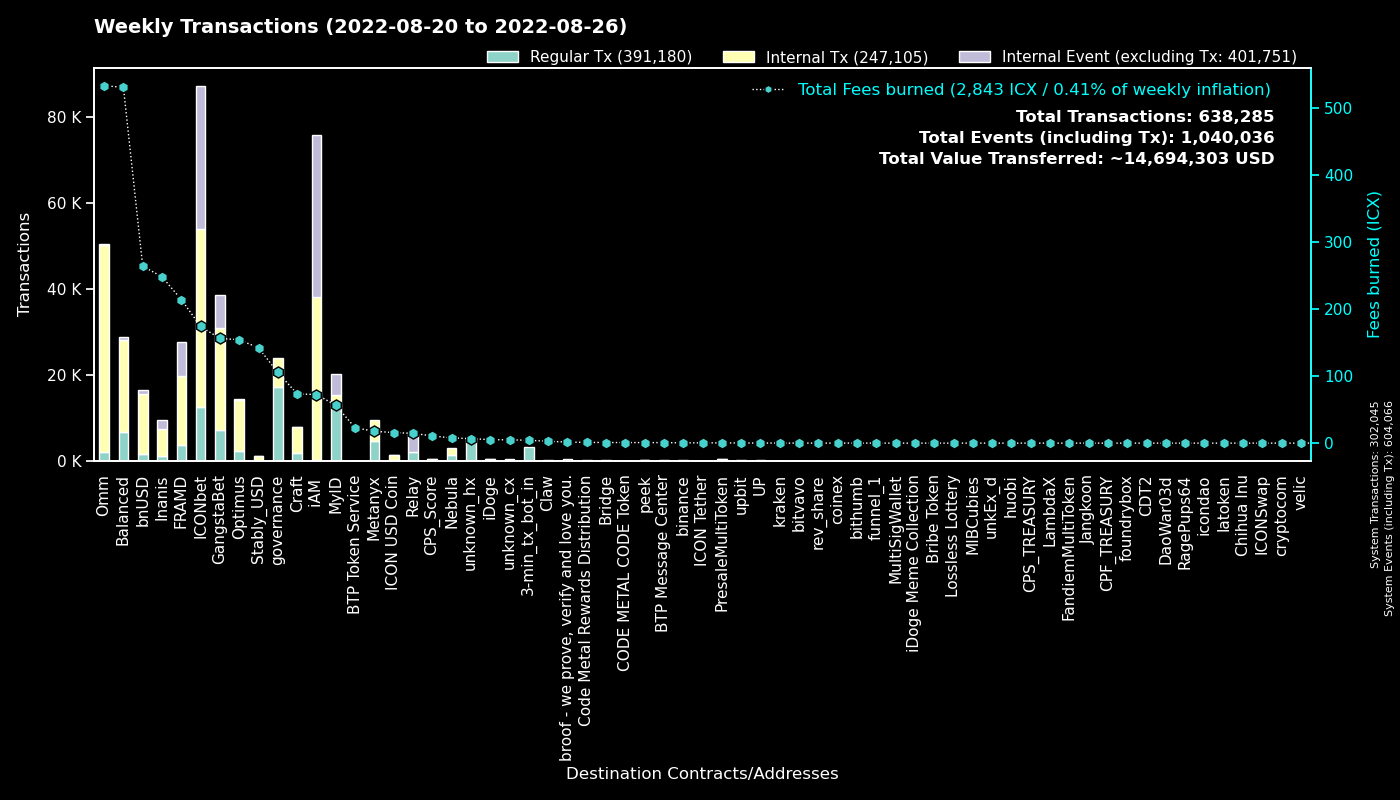 Weekly Transactions (2022-08-20 to 2022-08-26)
Regular Tx (391,180)
Internal Tx (247,105)
Internal Event (excluding Tx: 401,751)
Total Fees burned (2,843 ICX / 0.41% of weekly inflation)
Total Transactions: 638,285
Total Events (including Tx): 1,040,036
Total Value Transferred: ~14,694,303 USD
Transactions
80 K
60 K
40 K
20 K
0 K
500
400
300
200
100
0
Fees burned (ICX)
System Transactions: 302,045
System Events (including Tx): 604,066
Omm
Balanced
bnUSD
Inanis
FRAMD
ICONbet
GangstaBet
Optimus
Stably_USD
governance
Craft
iAM
MyID
BTP Token Service
Metanyx
ICON USD Coin
Relay
CPS_Score
Nebula
unknown_hx
iDoge
unknown_cx
3-min_tx_bot_in
Claw
broof - we prove, verify and love you.
Code Metal Rewards Distribution
Bridge
CODE METAL CODE Token
peek
BTP Message Center
binance
ICON Tether
PresaleMultiToken
upbit
UP
kraken
bitvavo
rev_share
coinex
bithumb
funnel_1
MultiSigWallet
iDoge Meme Collection
Bribe Token
Lossless Lottery
MIBCubies
unkEx_d
huobi
CPS_TREASURY
LambdaX
FandiemMultiToken
Jangkoon
CPF_TREASURY
foundrybox
CDT2
DaoWar03d
RagePups64
icondao
latoken
Chihua Inu
ICONSwap
cryptocom
velic
Destination Contracts/Addresses